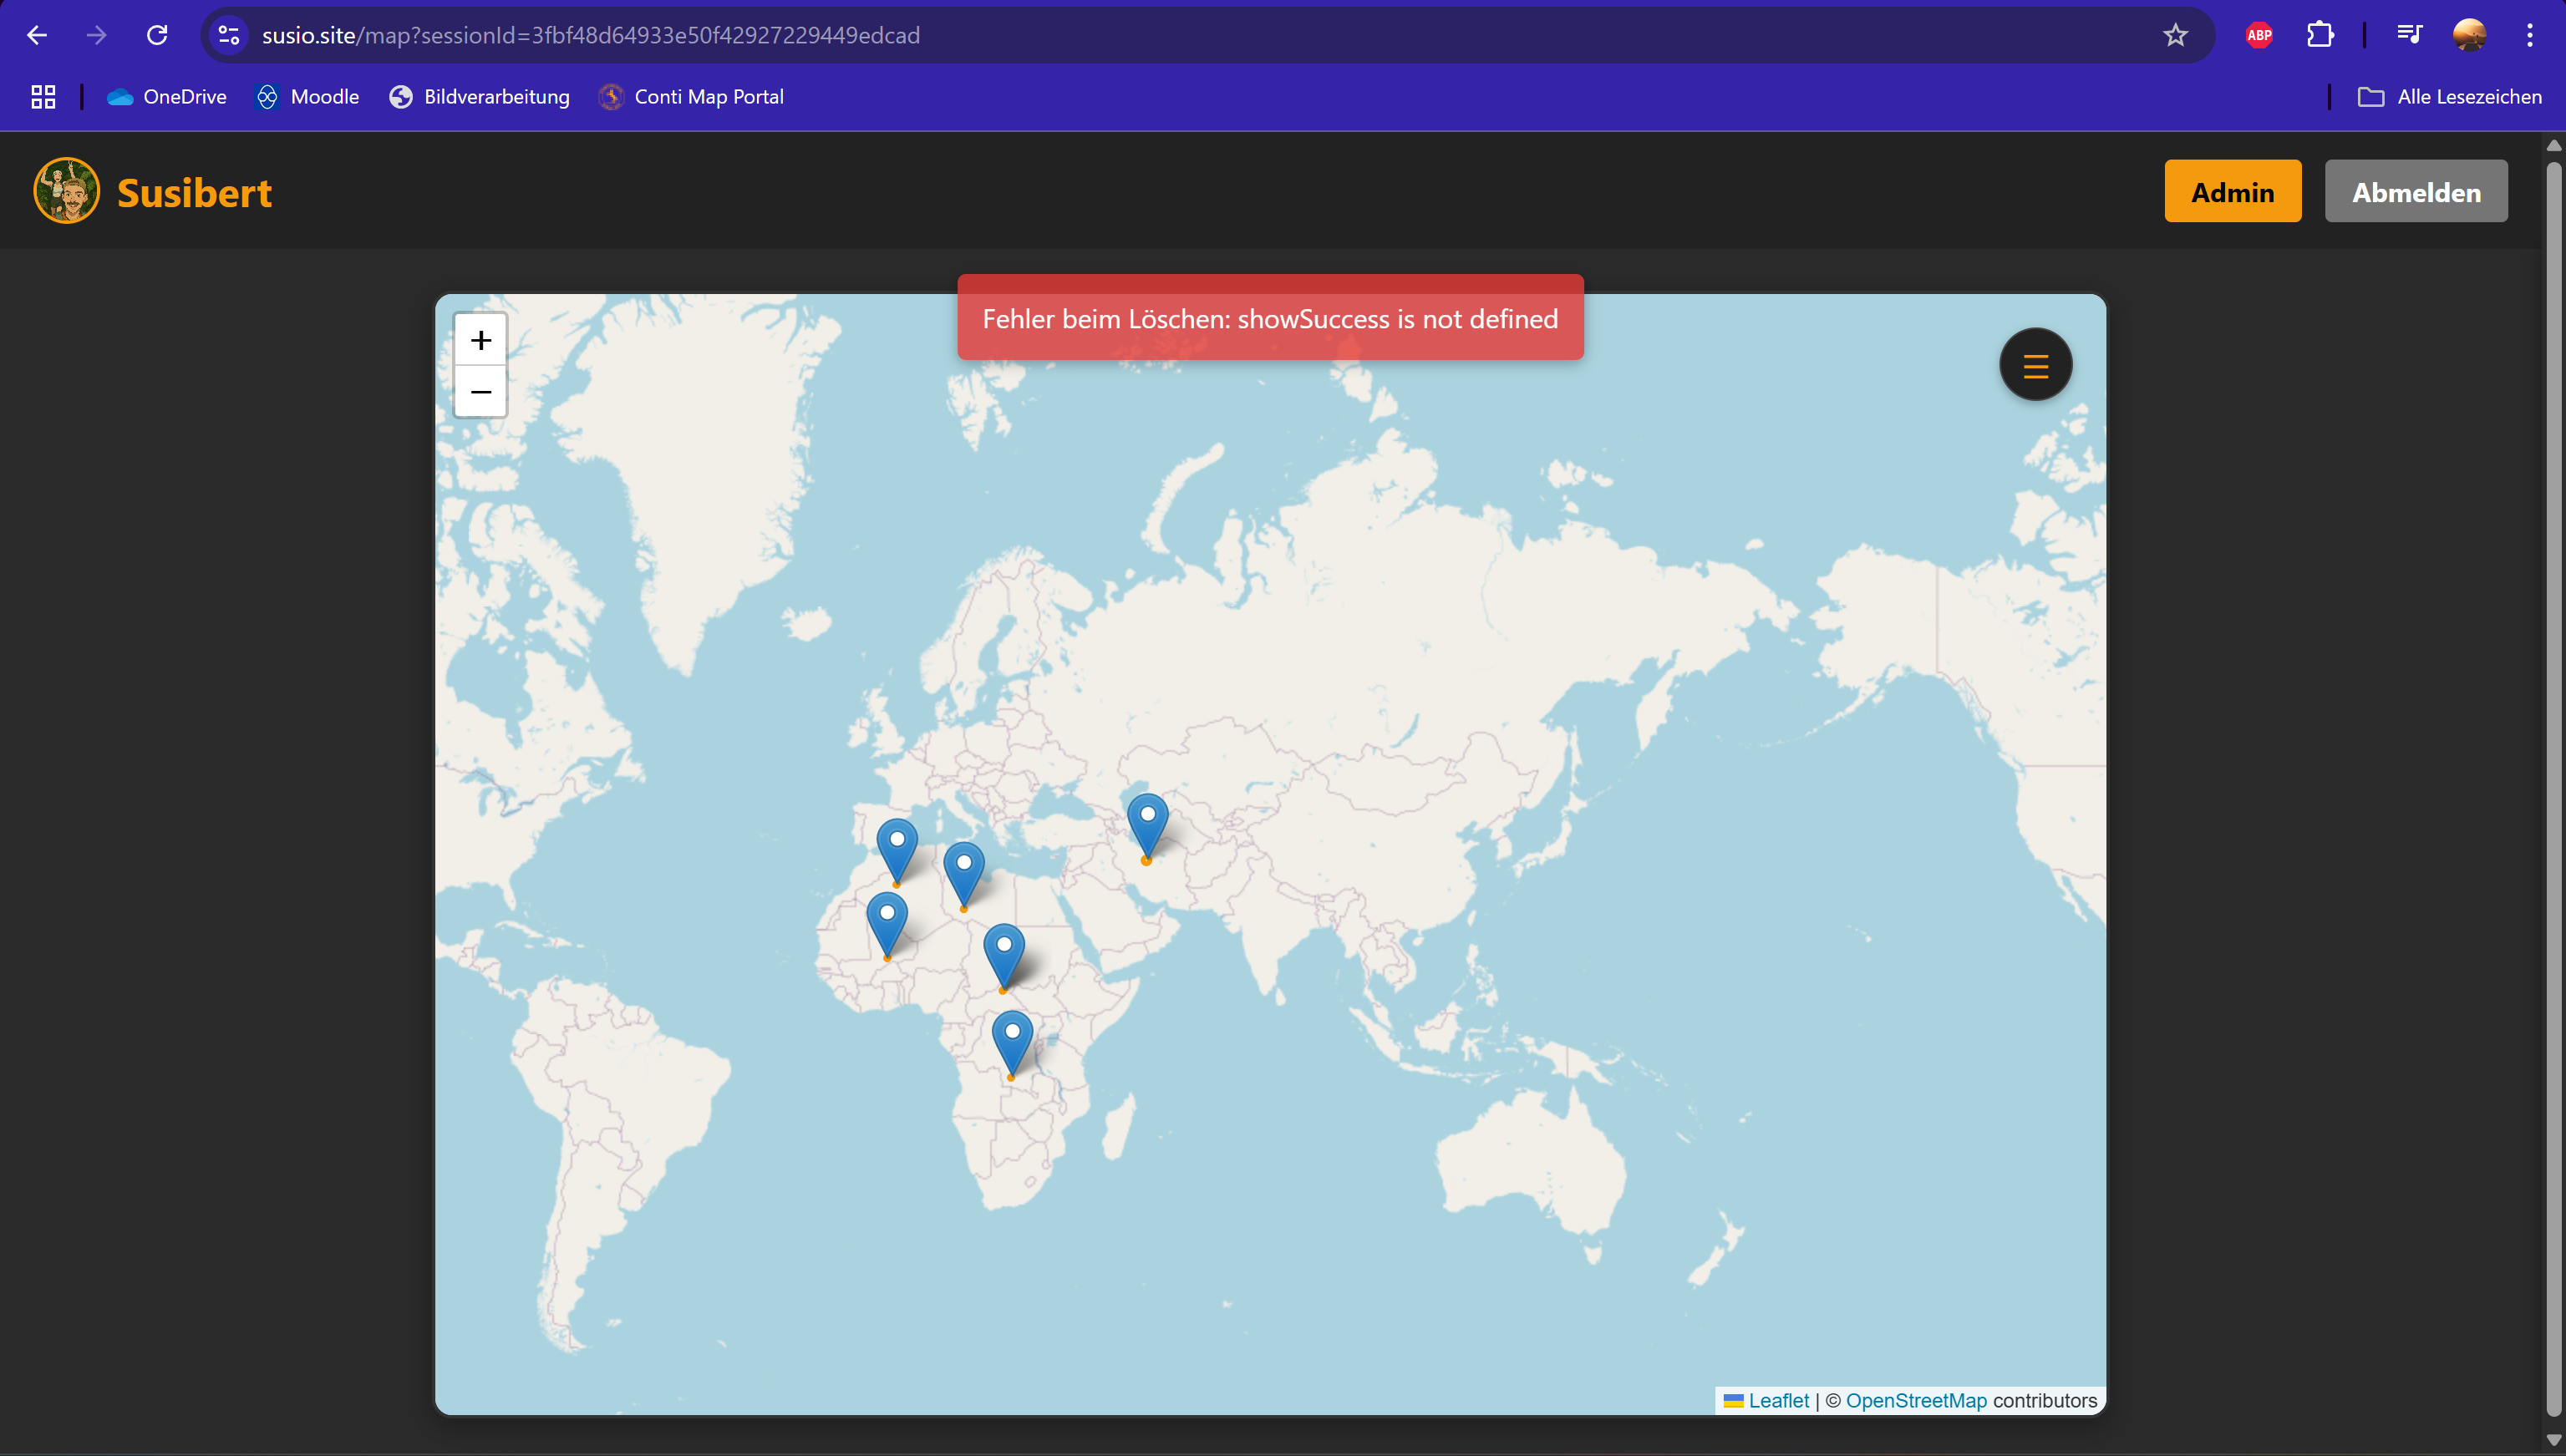 susio.site/map?sessionId=3fbf48d64933e50f42927229449edcad
ABP
OneDrive
Moodle
Bildverarbeitung
Conti Map Portal
Alle Lesezeichen
Susibert
Admin
Abmelden
Fehler beim Löschen: showSuccess is not defined
+
−
Leaflet | © OpenStreetMap contributors